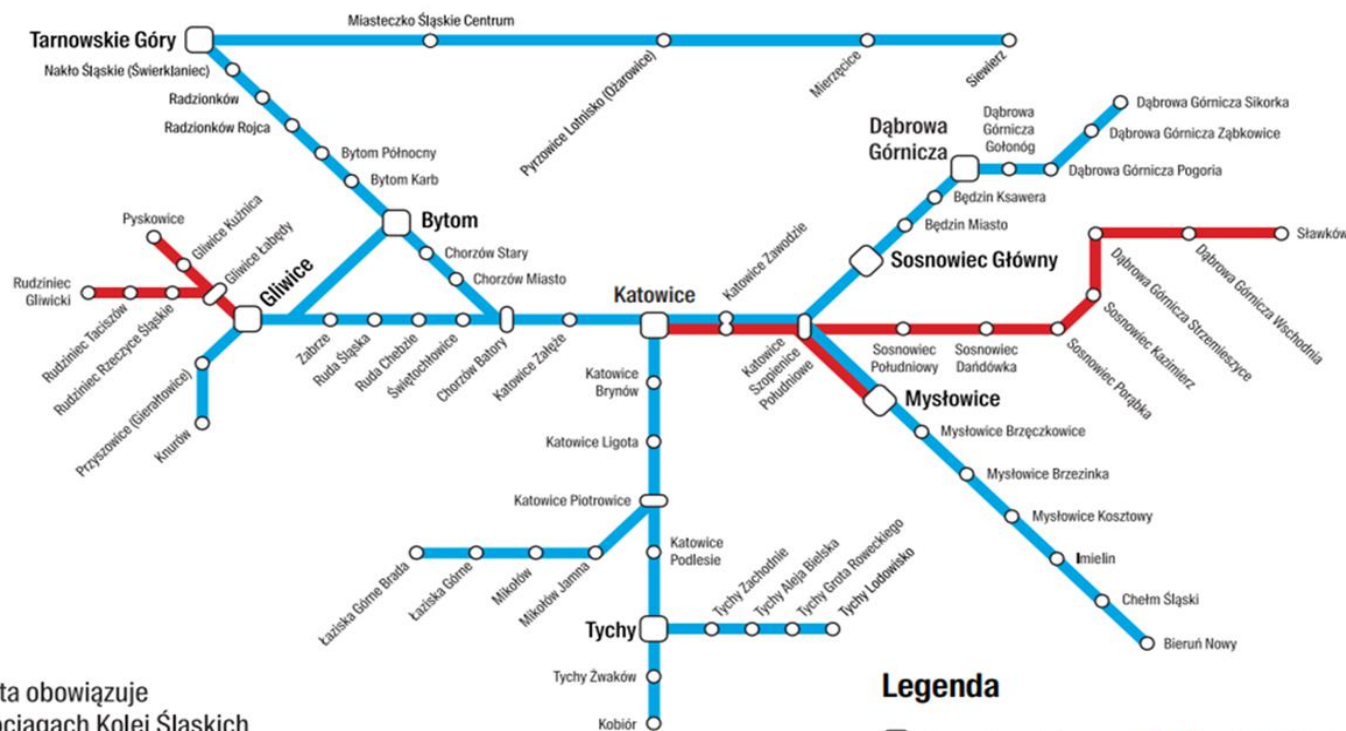 Miasteczko Śląskie Centrum
Tarnowskie Góry
Nakło Śląskie (Świerklaniec)
Radzionków
Radzionków Rojca
Bytom Północny
Bytom Karb
Bytom
Pyrzowice Lotnisko (Ożarowice)
Mierzęcice
Siewierz
Dąbrowa
Górnicza
Dąbrowa
Górnicza
Gołonóg
Dąbrowa Górnicza Sikorka
Dąbrowa Górnicza Ząbkowice
Dąbrowa Górnicza Pogoria
Będzin Ksawera
Będzin Miasto
Sosnowiec Główny
Pyskowice
Gliwice Kuźnica
Gliwice Łabędy
Gliwice
Rudziniec
Gliwicki
Rudziniec Taciszów
Rudziniec Rzeczyce Śląskie
Przyszowice (Gierałtowice)
Knurów
Chorzów Stary
Chorzów Miasto
Zabrze
Ruda Śląska
Ruda Chebzie
Świętochłowice
Chorzów Batory
Katowice Załęże
Katowice
Katowice Zawodzie
Katowice
Szopienice
Południowe
Sosnowiec
Południowy
Sosnowiec
Dańdówka
Sosnowiec Porąbka
Sosnowiec Kazimierz
Dąbrowa Górnicza Strzemieszyce
Dąbrowa Górnicza Wschodnia
Sławków
Katowice
Brynów
Katowice Ligota
Katowice Piotrowice
Katowice
Podlesie
Łaziska Górne Brada
Łaziska Górne
Mikołów
Mikołów Jamna
Tychy
Tychy Zachodnie
Tychy Aleja Bielska
Tychy Grota Roweckiego
Tychy Lodowisko
Tychy Żwaków
Kobiór
Mysłowice
Mysłowice Brzęczkowice
Mysłowice Brzezinka
Mysłowice Kosztowy
Imielin
Chełm Śląski
Bieruń Nowy
ta obowiązuje
ociągach Kolei Śląskich
Legenda